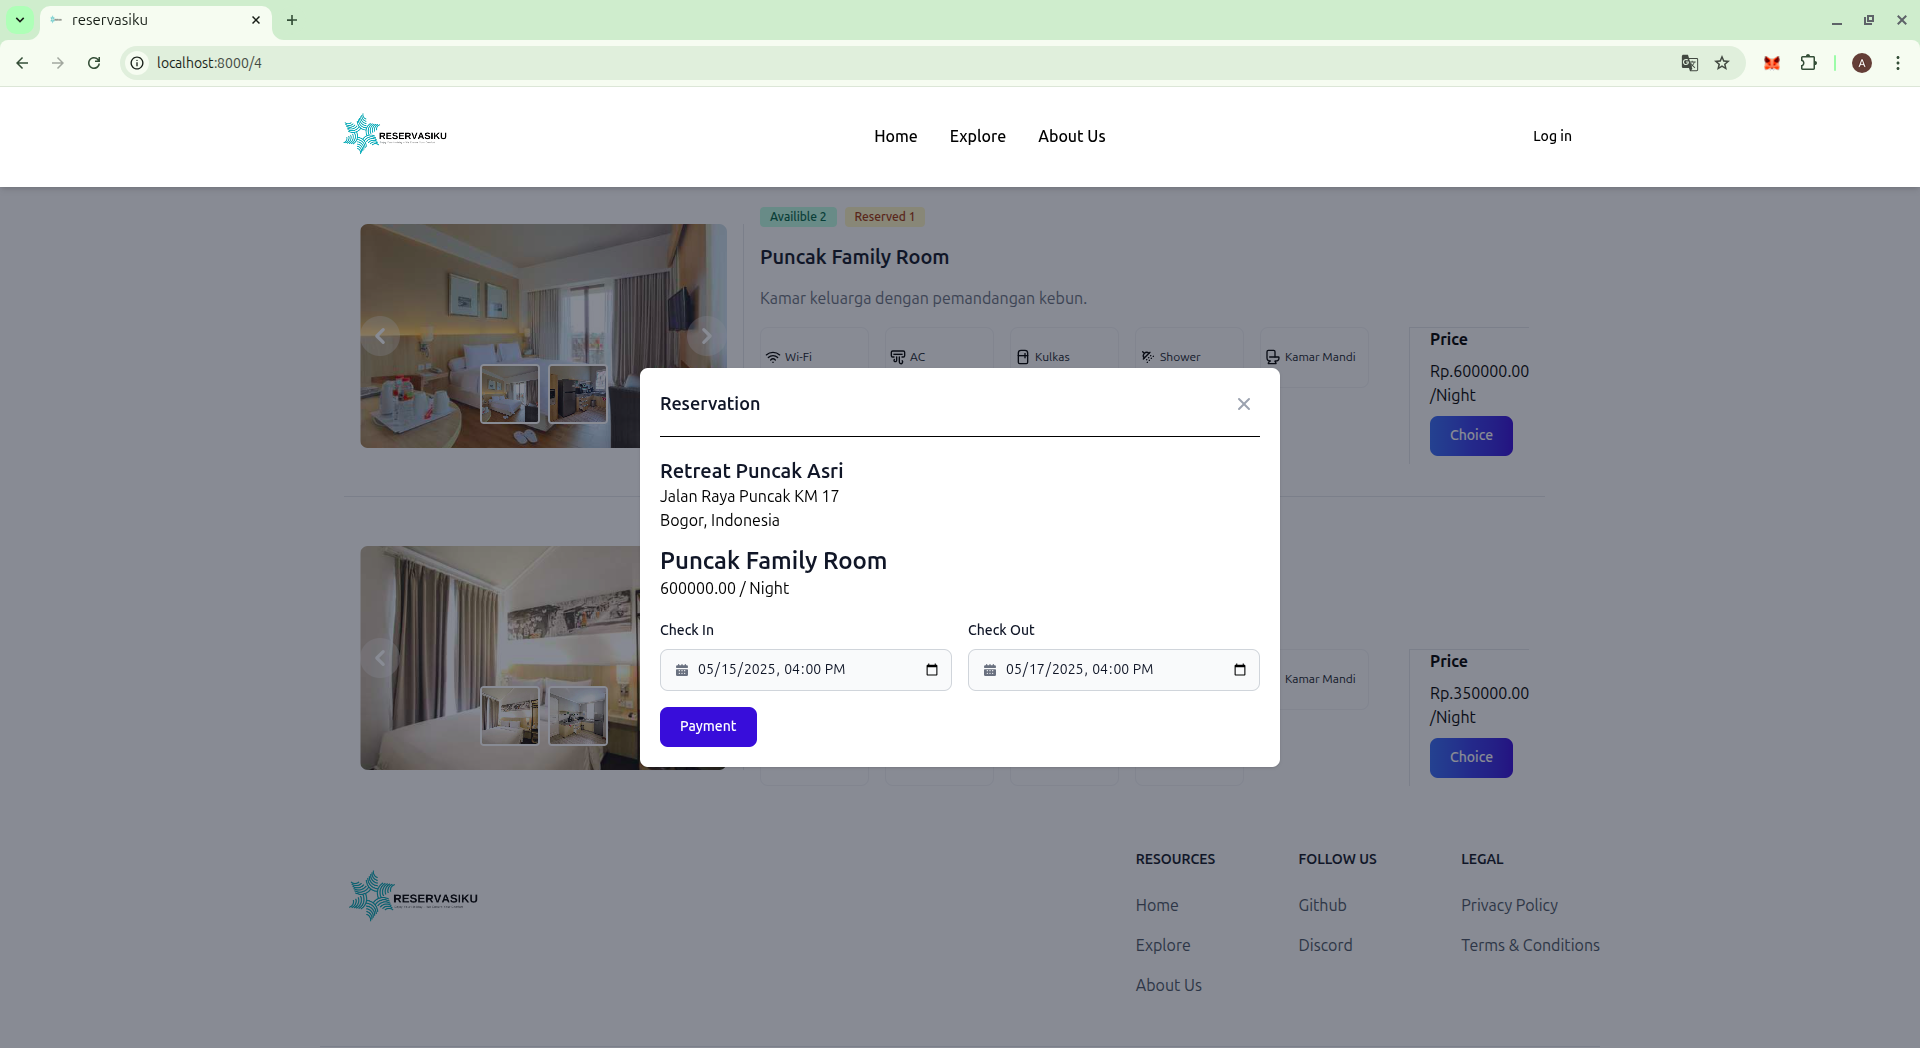 reservasiku
localhost:8000/4
A
RESERVASIKU
Home
Explore
About Us
Log in
Availible 2
Reserved 1
Puncak Family Room
Kamar keluarga dengan pemandangan kebun.
Wi-Fi
AC
Kulkas
Shower
Kamar Mandi
Price
Rp.600000.00
/Night
Choice
Reservation
Retreat Puncak Asri
Jalan Raya Puncak KM 17
Bogor, Indonesia
Puncak Family Room
600000.00 / Night
Check In
Check Out
05/15/2025, 04:00 PM
05/17/2025, 04:00 PM
Payment
Kamar Mandi
Price
Rp.350000.00
/Night
Choice
RESERVASIKU
RESOURCES
Home
Explore
About Us
FOLLOW US
Github
Discord
LEGAL
Privacy Policy
Terms & Conditions